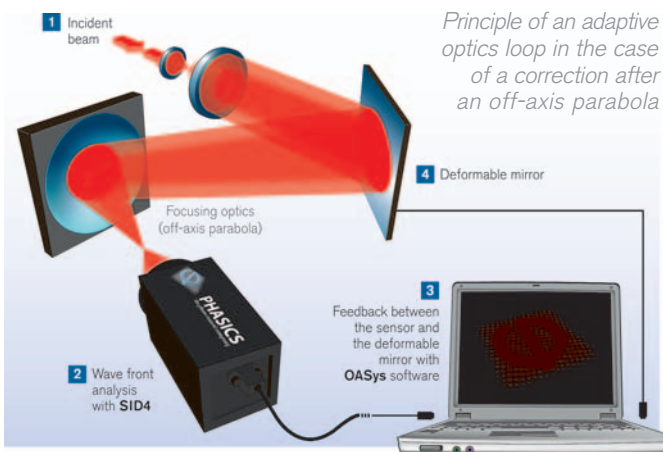 Principle of an adaptive
optics loop in the case
of a correction after
an off-axis parabola
1 Incident
beam
4 Deformable mirror
Focusing optics
(off-axis parabola)
PHASICS
3
Feedback between
the sensor and
the deformable
mirror with
OASys software
2 Wave front
analysis
with SID4